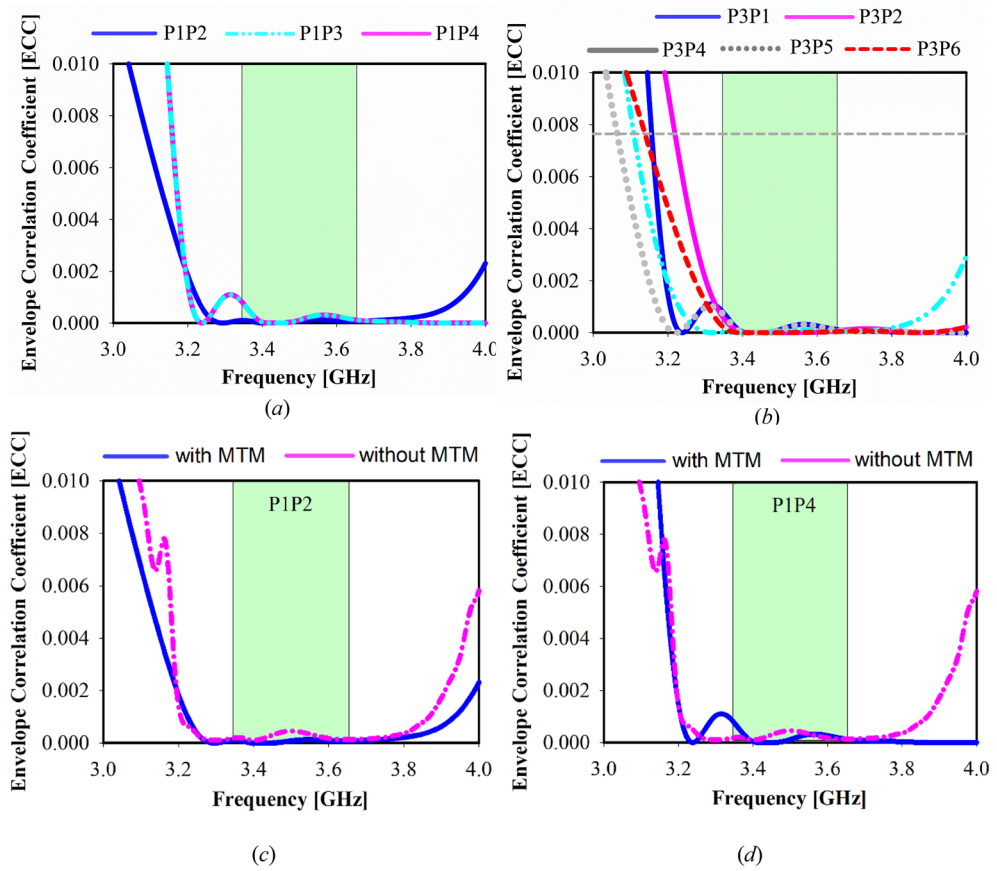 (a)
P1P2 P1P3 P1P4
Envelope Correlation Coefficient [ECC]
0.010
0.008
0.006
0.004
0.002
0.000
3.0 3.2 3.4 3.6 3.8 4.0
Frequency [GHz]
(a)
P3P1 P3P2
P3P4 P3P5 P3P6
Envelope Correlation Coefficient [ECC]
0.010
0.008
0.006
0.004
0.002
0.000
3.0 3.2 3.4 3.6 3.8 4.0
Frequency [GHz]
(b)
with MTM without MTM
Envelope Correlation Coefficient [ECC]
0.010
P1P2
0.008
0.006
0.004
0.002
0.000
3.0 3.2 3.4 3.6 3.8 4.0
Frequency [GHz]
(c)
with MTM without MTM
Envelope Correlation Coefficient [ECC]
0.010
P1P4
0.008
0.006
0.004
0.002
0.000
3.0 3.2 3.4 3.6 3.8 4.0
Frequency [GHz]
(d)